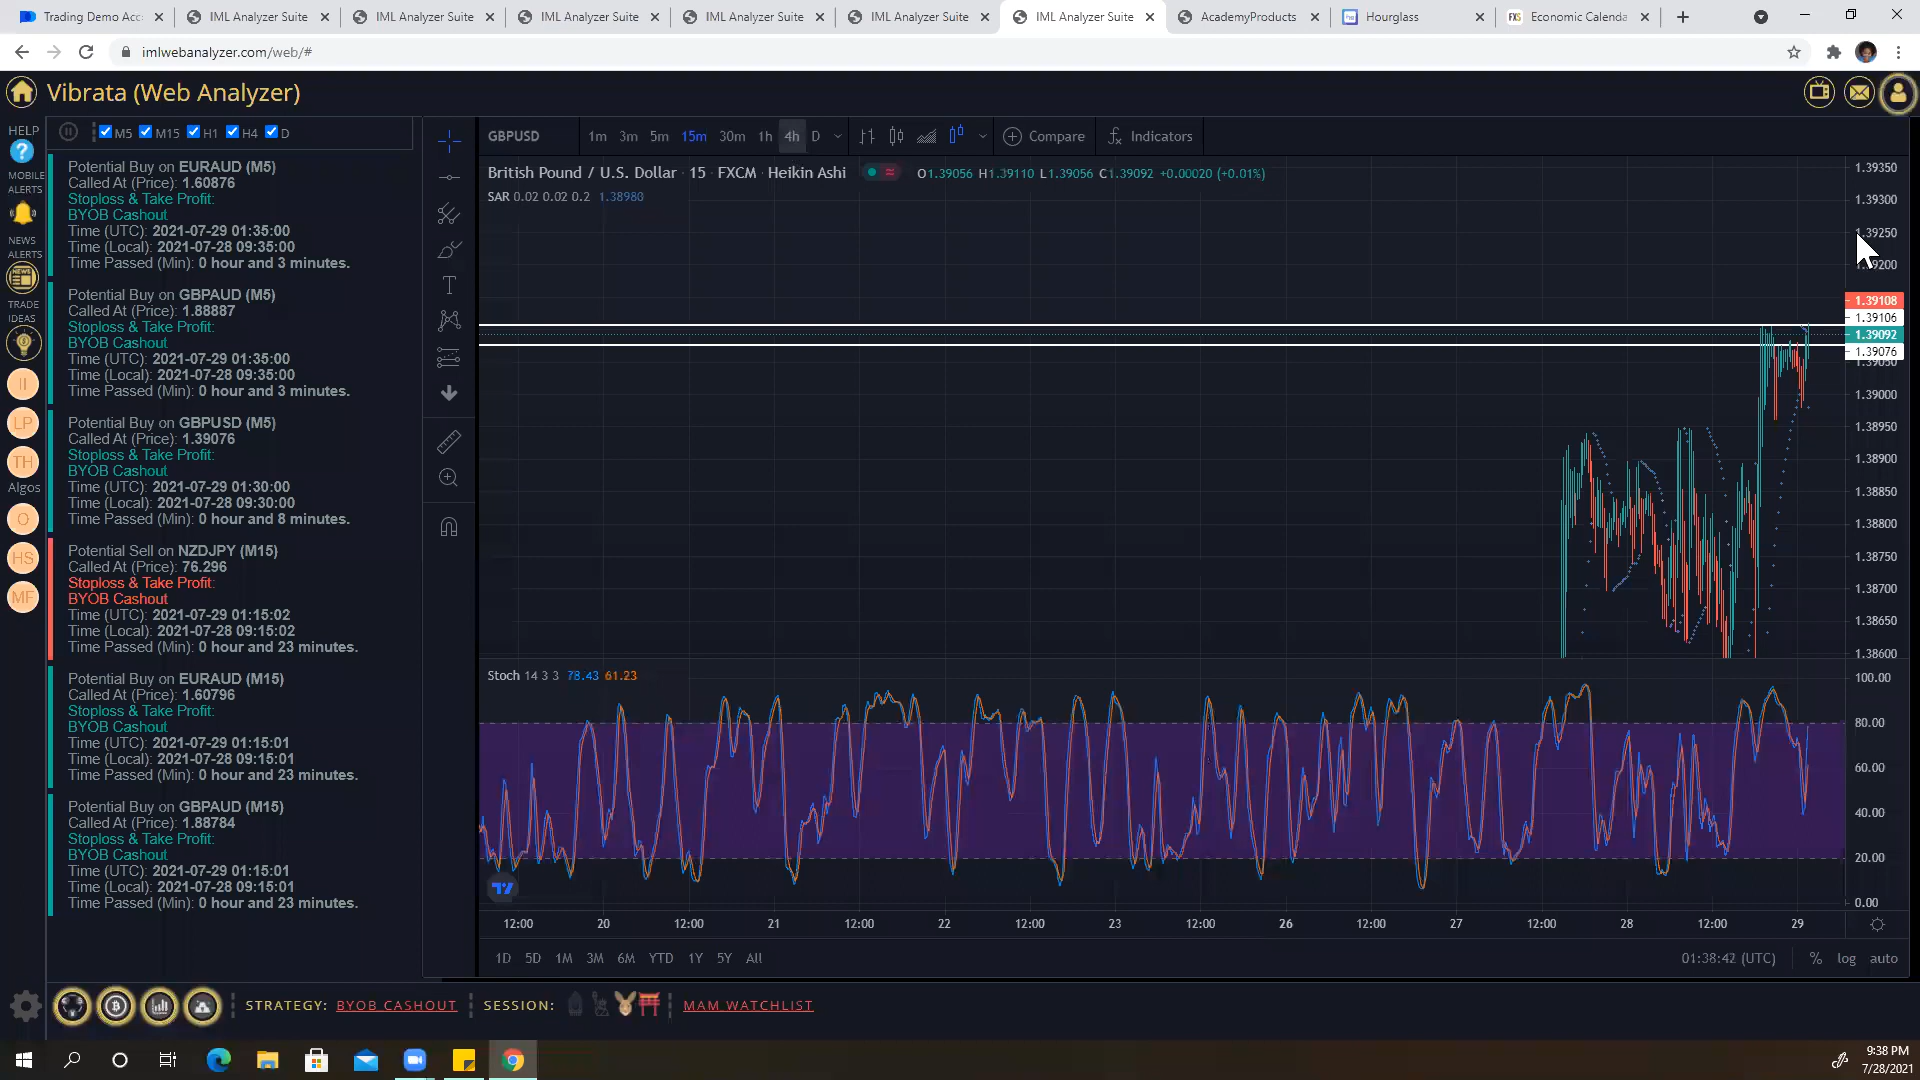 Trading Demo Acc
IML Analyzer Suite
IML Analyzer Suite
IML Analyzer Suite
IML Analyzer Suite
IML Analyzer Suite
IML Analyzer Suite
AcademyProducts
Hourglass
FXS
Economic Calenda
imlwebanalyzer.com/web/#
Vibrata (Web Analyzer)
HELP
?
MOBILE
ALERTS
NEWS
ALERTS
NEWS
TRADE
IDEAS
II
LP
TH
Algos
O
HS
MF
M5 M15 H1 H4 D
Potential Buy on EURAUD (M5)
Called At (Price): 1.60876
Stoploss & Take Profit:
BYOB Cashout
Time (UTC): 2021-07-29 01:35:00
Time (Local): 2021-07-28 09:35:00
Time Passed (Min): 0 hour and 3 minutes.
Potential Buy on GBPAUD (M5)
Called At (Price): 1.88887
Stoploss & Take Profit:
BYOB Cashout
Time (UTC): 2021-07-29 01:35:00
Time (Local): 2021-07-28 09:35:00
Time Passed (Min): 0 hour and 3 minutes.
Potential Buy on GBPUSD (M5)
Called At (Price): 1.39076
Stoploss & Take Profit:
BYOB Cashout
Time (UTC): 2021-07-29 01:30:00
Time (Local): 2021-07-28 09:30:00
Time Passed (Min): 0 hour and 8 minutes.
Potential Sell on NZDJPY (M15)
Called At (Price): 76.296
Stoploss & Take Profit:
BYOB Cashout
Time (UTC): 2021-07-29 01:15:02
Time (Local): 2021-07-28 09:15:02
Time Passed (Min): 0 hour and 23 minutes.
Potential Buy on EURAUD (M15)
Called At (Price): 1.60796
Stoploss & Take Profit:
BYOB Cashout
Time (UTC): 2021-07-29 01:15:01
Time (Local): 2021-07-28 09:15:01
Time Passed (Min): 0 hour and 23 minutes.
Potential Buy on GBPAUD (M15)
Called At (Price): 1.88784
Stoploss & Take Profit:
BYOB Cashout
Time (UTC): 2021-07-29 01:15:01
Time (Local): 2021-07-28 09:15:01
Time Passed (Min): 0 hour and 23 minutes.
GBPUSD 1m 3m 5m 15m 30m 1h 4h D Compare Indicators
British Pound / U.S. Dollar · 15 · FXCM · Heikin Ashi O1.39056 H1.39110 L1.39056 C1.39092 +0.00020 (+0.01%)
SAR 0.02 0.02 0.2 1.38980
1.39350
1.39300
1.39250
1.39108
1.39106
1.39092
1.39076
1.39000
1.38950
1.38900
1.38850
1.38800
1.38750
1.38700
1.38650
1.38600
Stoch 14 3 3 78.43 61.23
100.00
80.00
60.00
40.00
20.00
0.00
12:00 20 12:00 21 12:00 22 12:00 23 12:00 26 12:00 27 12:00 28 12:00 29
1D 5D 1M 3M 6M YTD 1Y 5Y All 01:38:42 (UTC) % log auto
STRATEGY: BYOB CASHOUT SESSION: MAM WATCHLIST
9:38 PM
7/28/2021